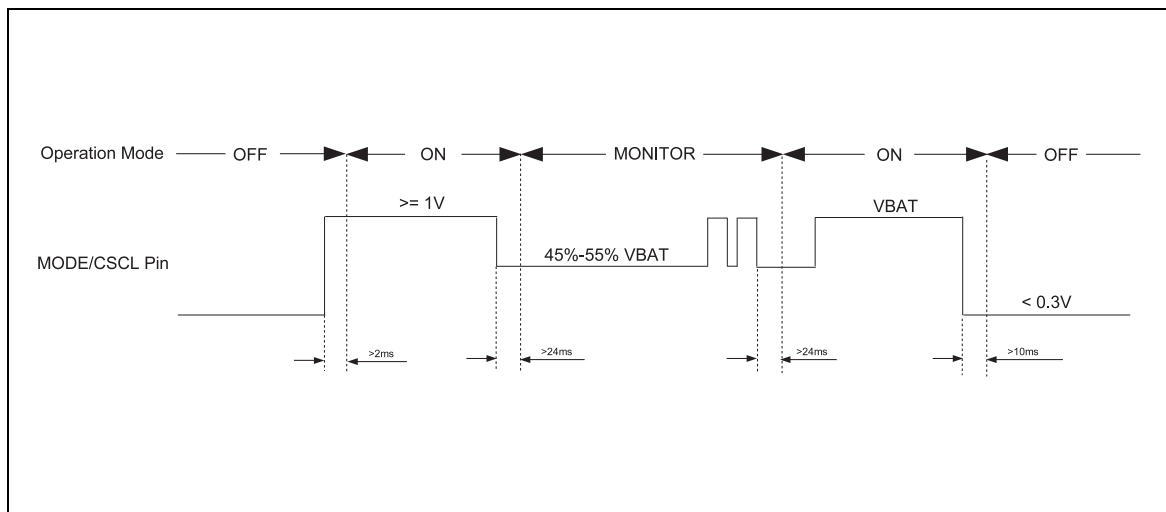 Operation Mode OFF ON MONITOR ON OFF
>= 1V VBAT
MODE/CSCL Pin 45%-55% VBAT
< 0.3V
>2ms >24ms >24ms >10ms